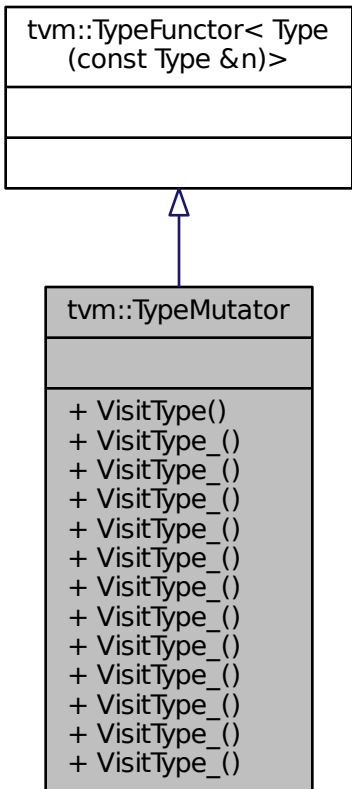 tvm::TypeFunctor< Type
(const Type &n)>
tvm::TypeMutator
+ VisitType()
+ VisitType_()
+ VisitType_()
+ VisitType_()
+ VisitType_()
+ VisitType_()
+ VisitType_()
+ VisitType_()
+ VisitType_()
+ VisitType_()
+ VisitType_()
+ VisitType_()
+ VisitType_()